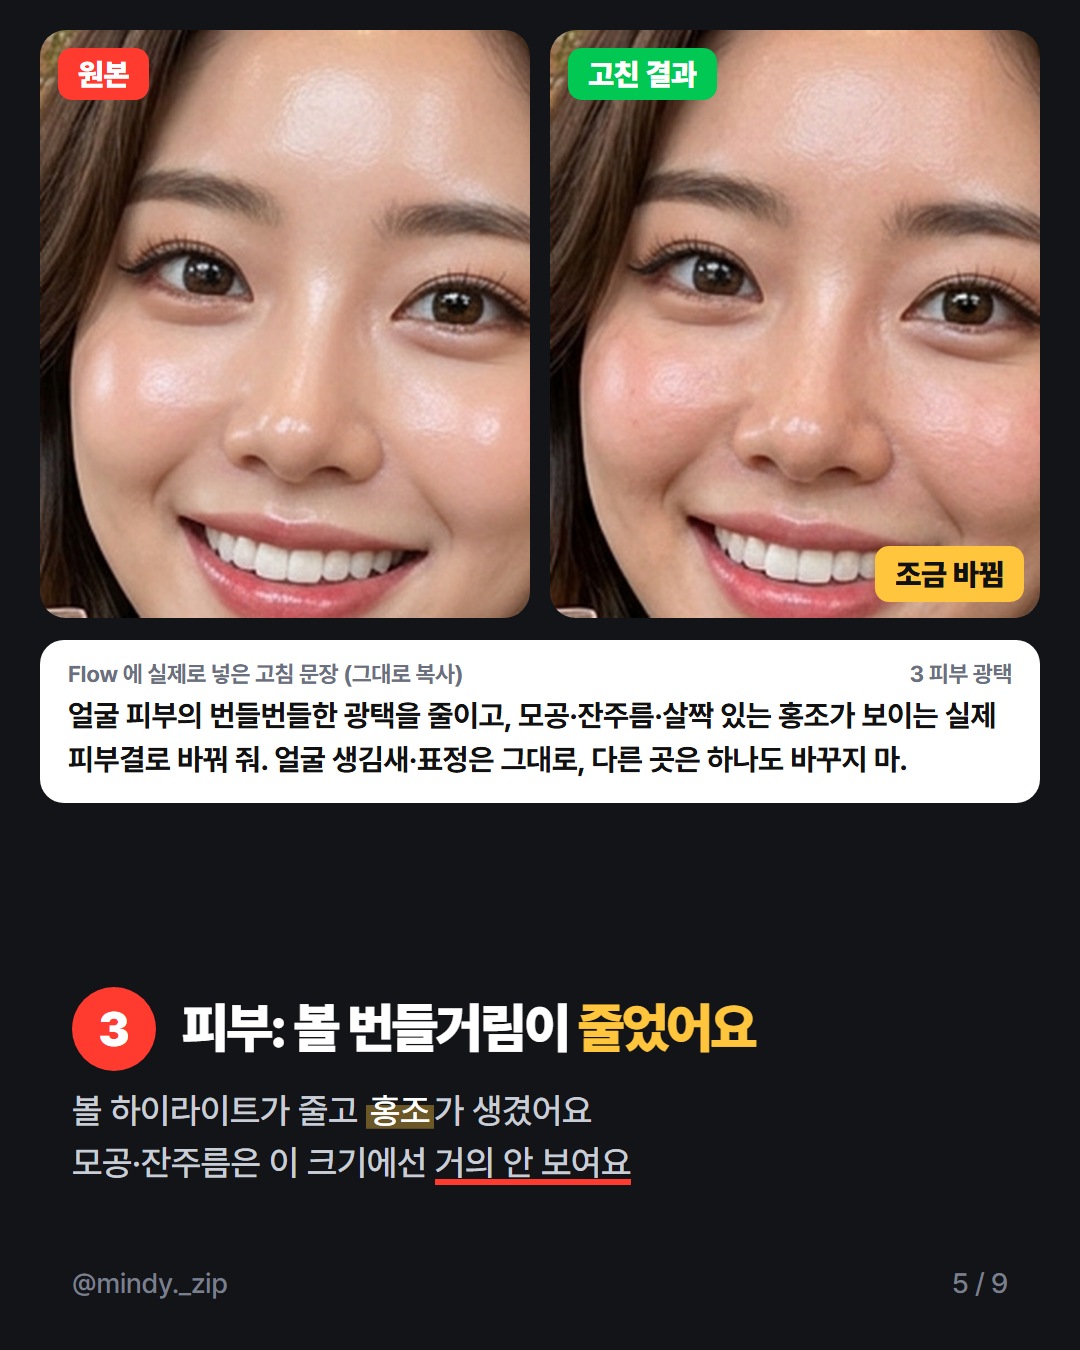 원본
고친 결과
조금 바뀜
Flow 에 실제로 넣은 고침 문장 (그대로 복사)
3 피부 광택
얼굴 피부의 번들번들한 광택을 줄이고, 모공·잔주름·살짝 있는 홍조가 보이는 실제
피부결로 바꿔 줘. 얼굴 생김새·표정은 그대로, 다른 곳은 하나도 바꾸지 마.
3
피부: 볼 번들거림이 줄었어요
볼 하이라이트가 줄고 홍조가 생겼어요
모공·잔주름은 이 크기에선 거의 안 보여요
@mindy._zip
5 / 9